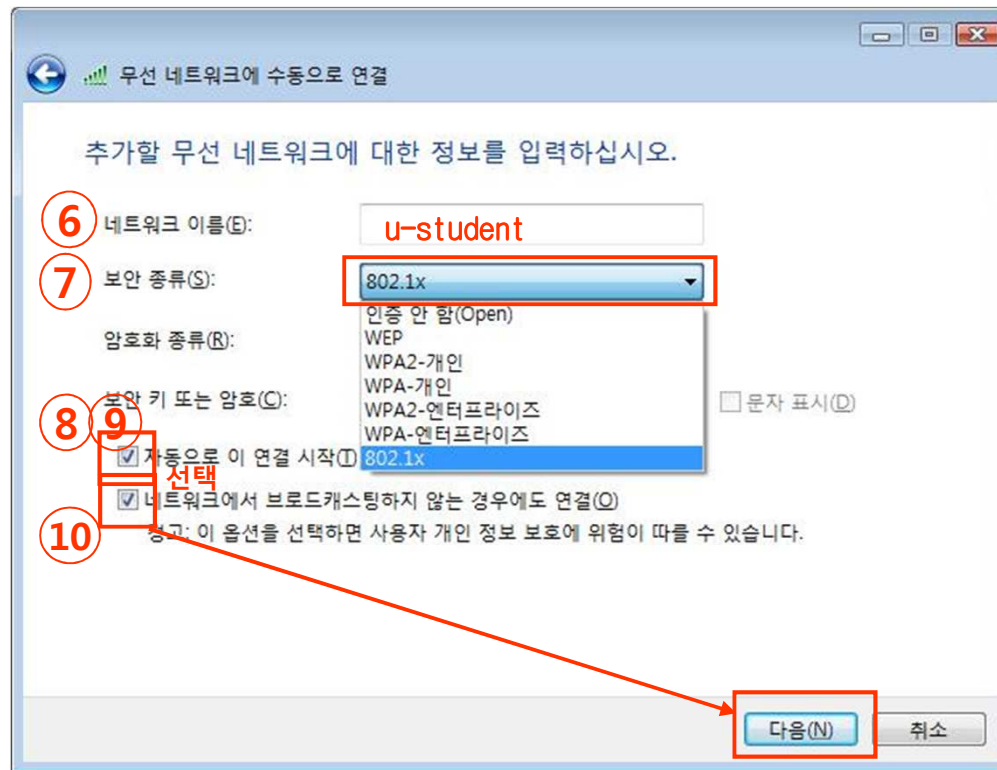 무선 네트워크에 수동으로 연결
추가할 무선 네트워크에 대한 정보를 입력하십시오.
⑥ 네트워크 이름(E): u-student
⑦ 보안 종류(S): 802.1x
인증 안 함(Open)
암호화 종류(R): WEP
WPA2-개인
WPA-개인
보안 키 또는 암호(C): WPA2-엔터프라이즈 문자 표시(D)
⑧⑨ WPA-엔터프라이즈
자동으로 이 연결 시작(T) 802.1x
선택
네트워크에서 브로드캐스팅하지 않는 경우에도 연결(O)
⑩ 경고: 이 옵션을 선택하면 사용자 개인 정보 보호에 위험이 따를 수 있습니다.
다음(N) 취소